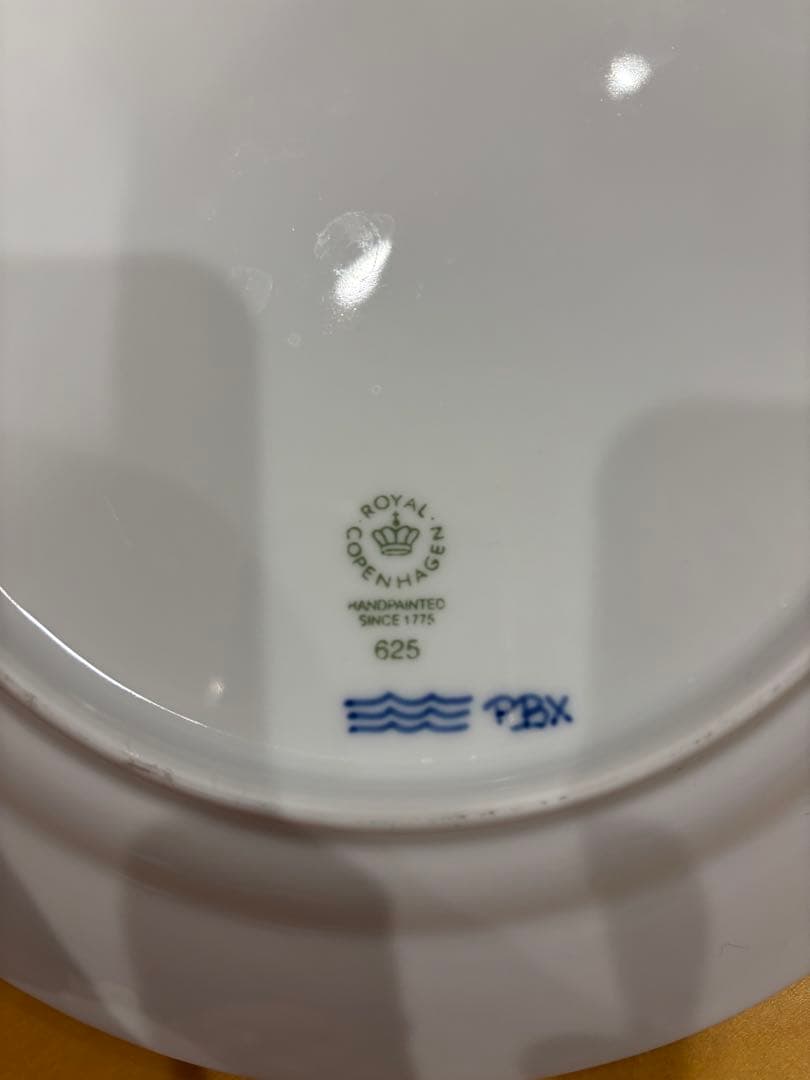 ROYAL COPENHAGEN
HANDPAINTED
SINCE 1775
625
PBX